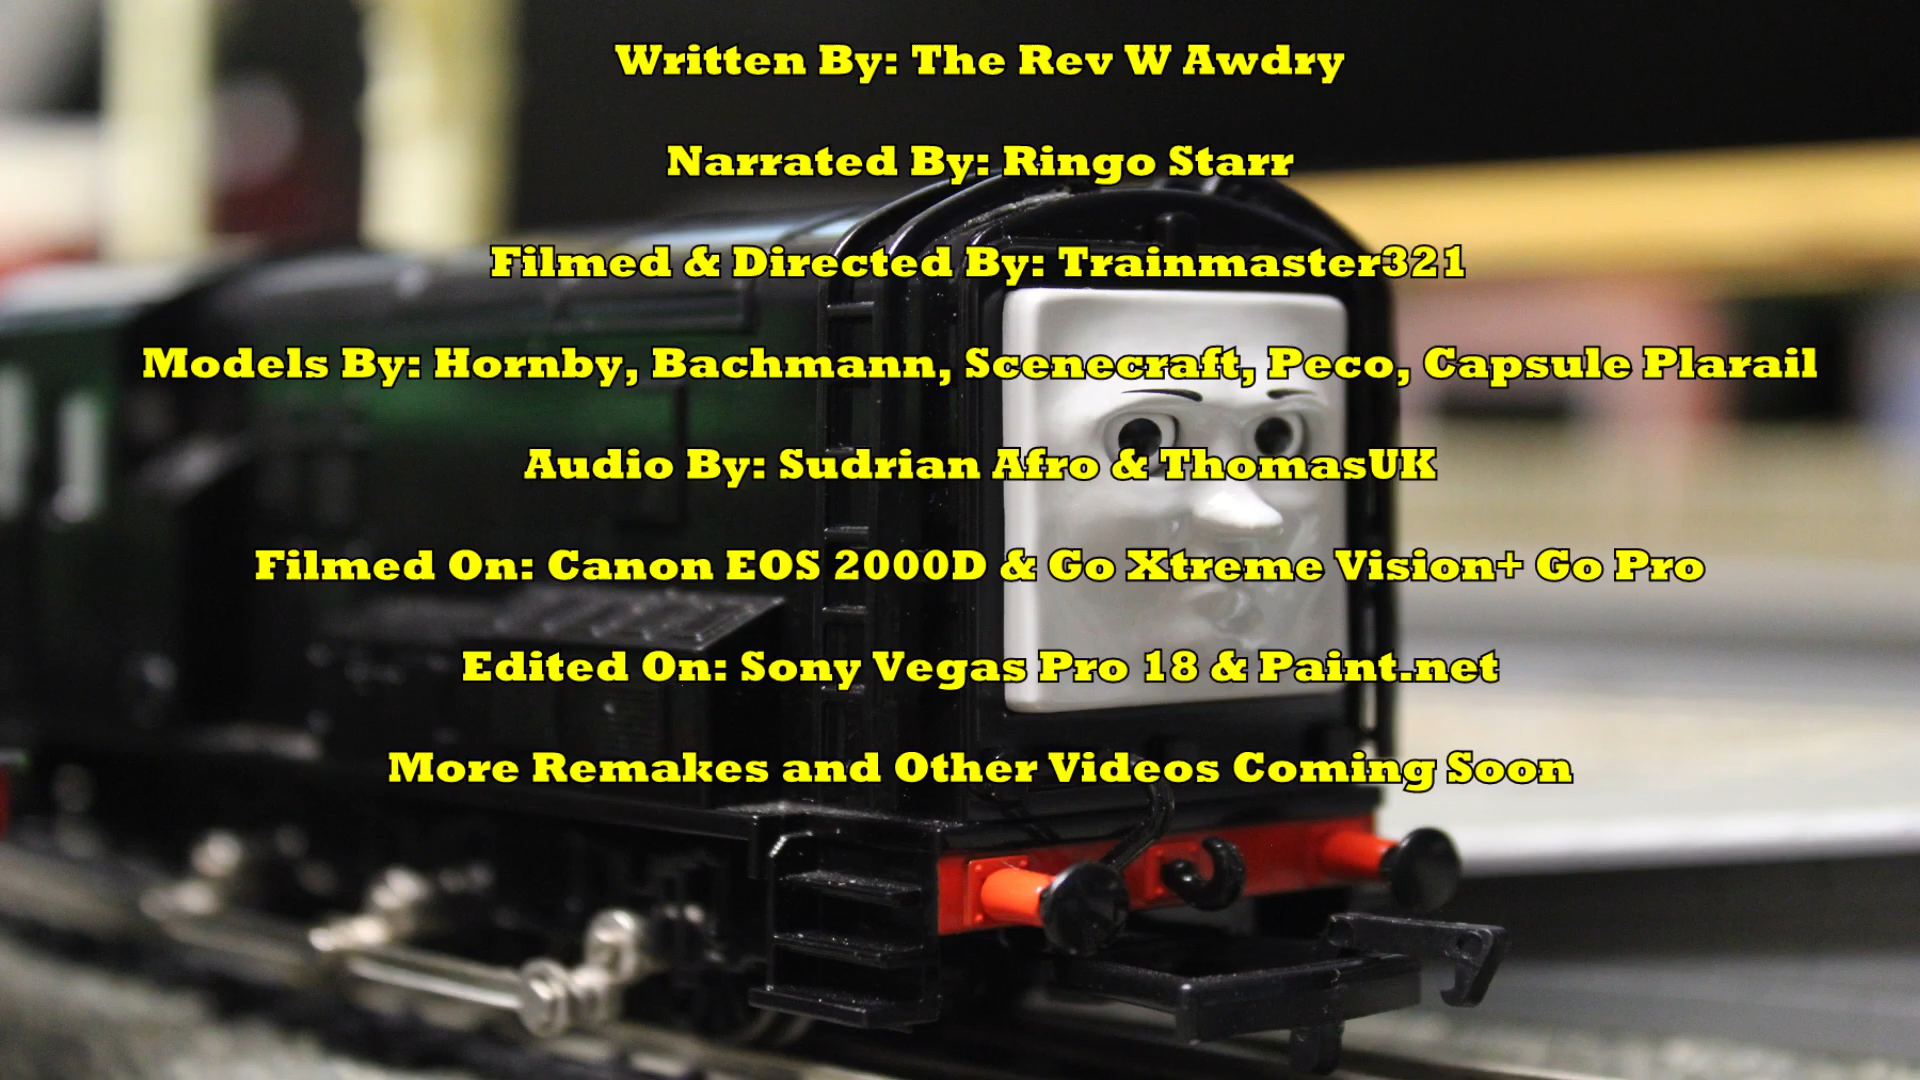 Written By: The Rev W Awdry
Narrated By: Ringo Starr
Filmed & Directed By: Trainmaster321
Models By: Hornby, Bachmann, Scenecraft, Peco, Capsule Plarail
Audio By: Sudrian Afro & ThomasUK
Filmed On: Canon EOS 2000D & Go Xtreme Vision+ Go Pro
Edited On: Sony Vegas Pro 18 & Paint.net
More Remakes and Other Videos Coming Soon